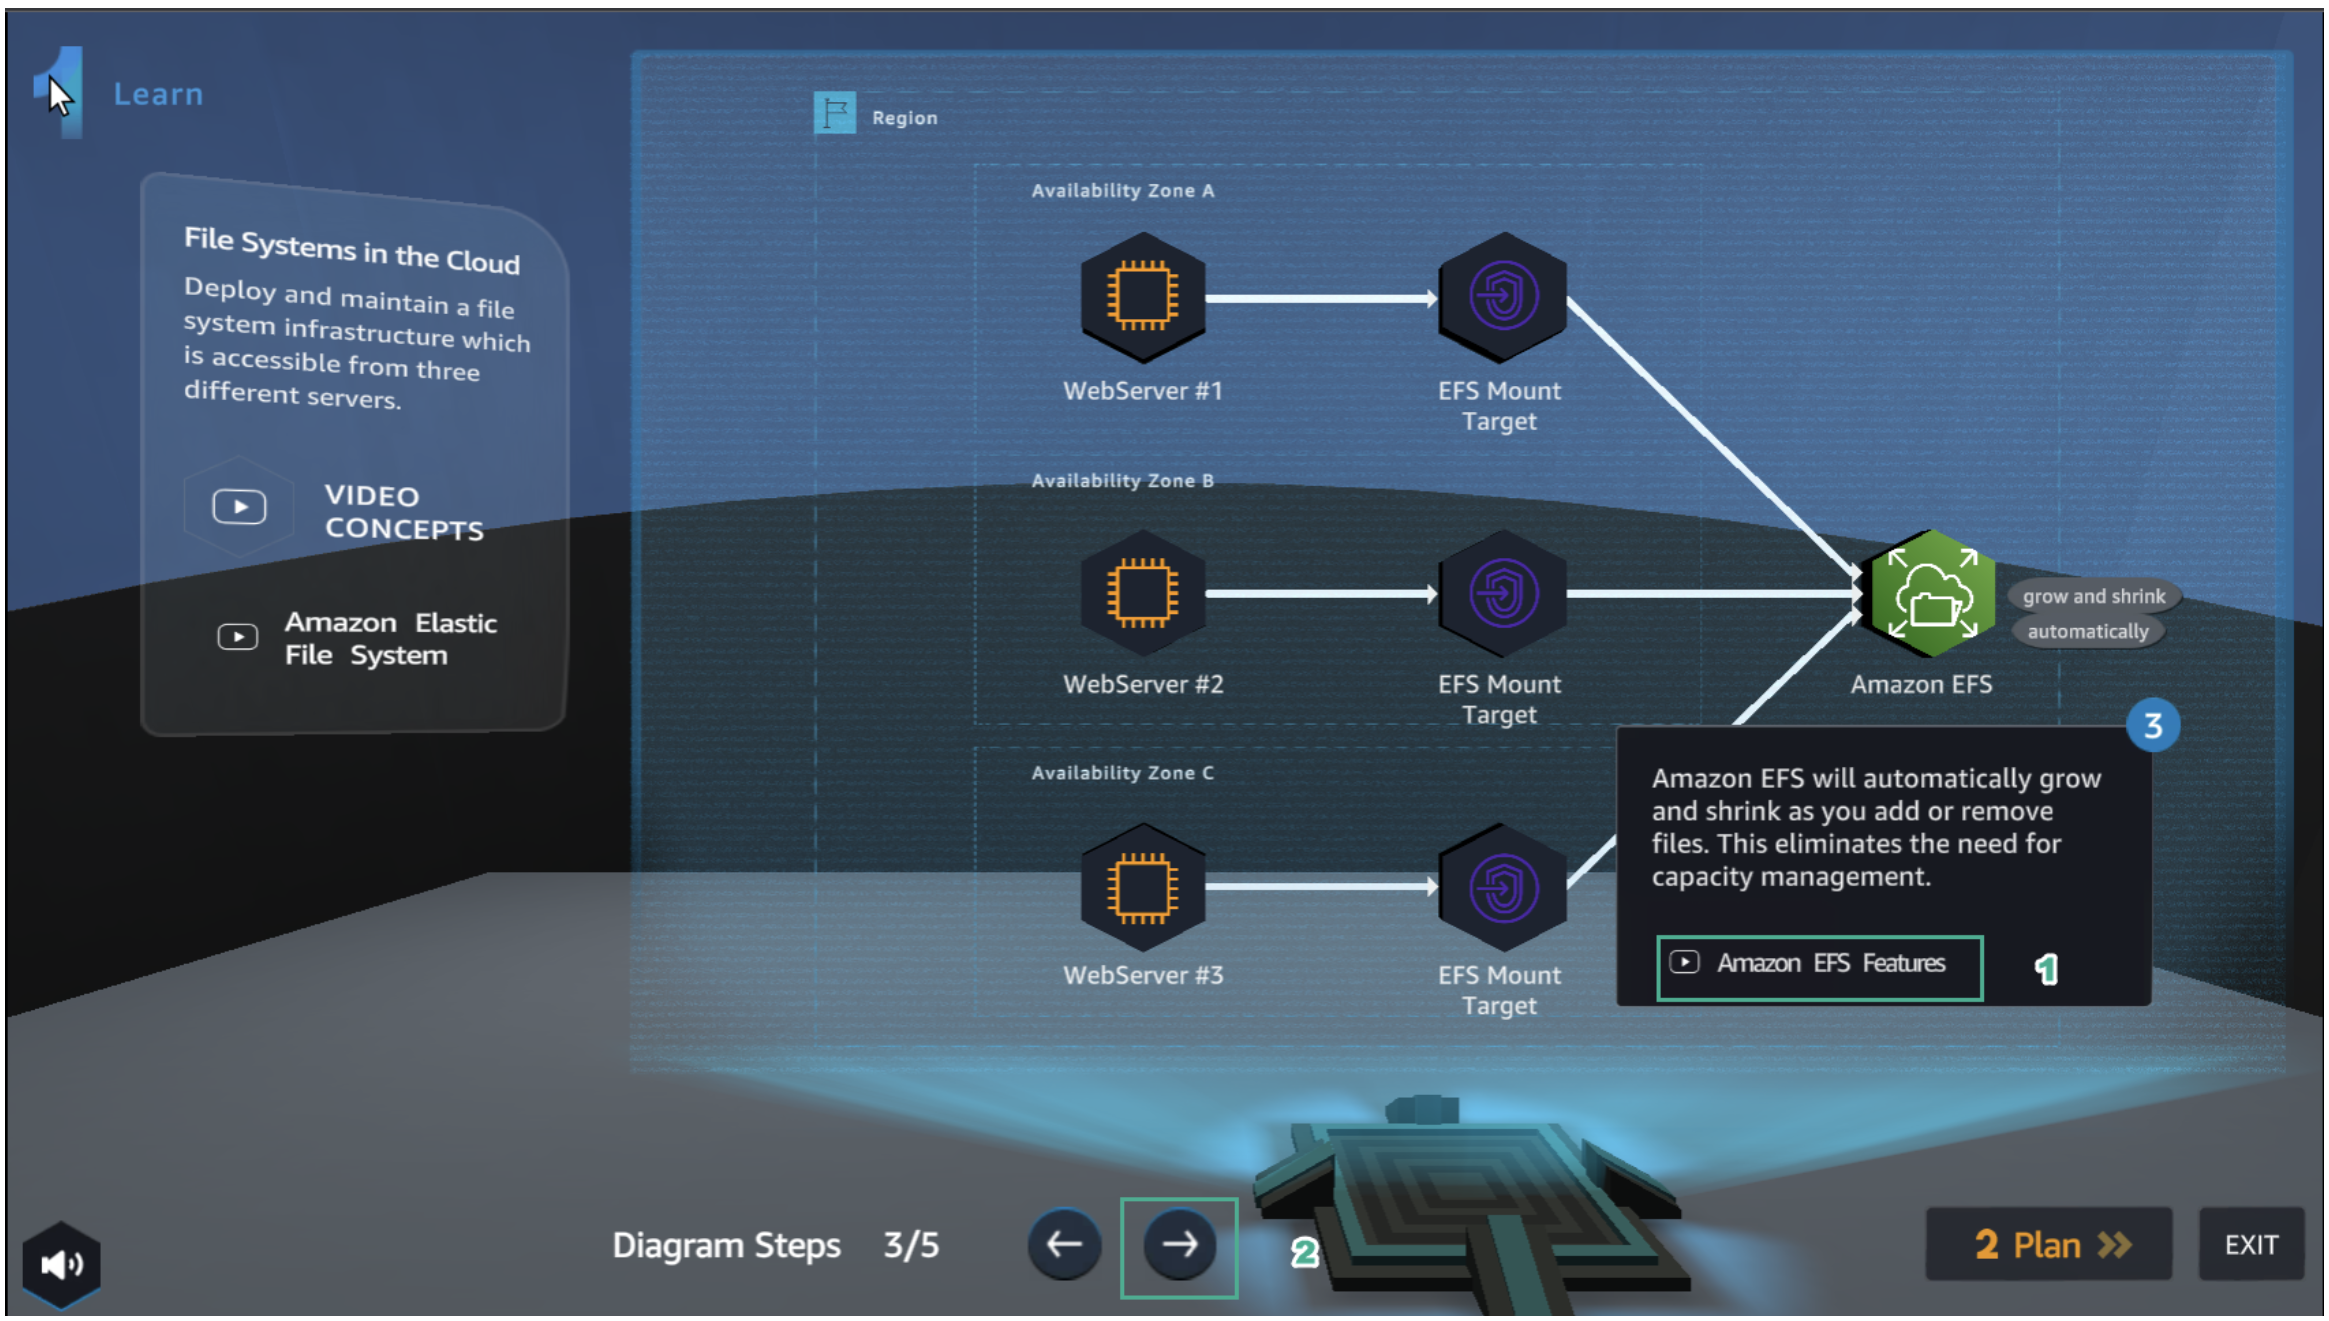 1 Learn
File Systems in the Cloud
Deploy and maintain a file
system infrastructure which
is accessible from three
different servers.
VIDEO
CONCEPTS
Amazon Elastic
File System
Region
Availability Zone A
WebServer #1
EFS Mount
Target
Availability Zone B
WebServer #2
EFS Mount
Target
Amazon EFS
grow and shrink
automatically
Availability Zone C
WebServer #3
EFS Mount
Target
3
Amazon EFS will automatically grow
and shrink as you add or remove
files. This eliminates the need for
capacity management.
Amazon EFS Features
1
Diagram Steps 3/5
2
2 Plan
EXIT